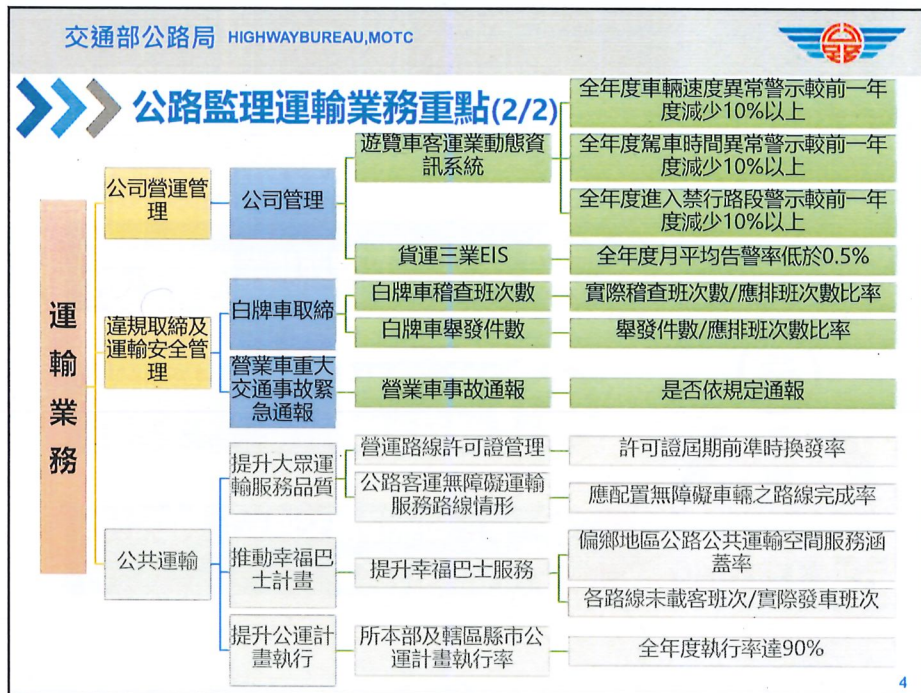 交通部公路局 HIGHWAYBUREAU,MOTC
公路監理運輸業務重點(2/2)
運輸業務
公司營運管
理
公司管理
遊覽車客運業動態資
訊系統
全年度車輛速度異常警示較前一年
度減少10%以上
全年度駕車時間異常警示較前一年
度減少10%以上
全年度進入禁行路段警示較前一年
度減少10%以上
貨運三業EIS
全年度月平均告警率低於0.5%
違規取締及
運輸安全管
理
白牌車取締
白牌車稽查班次數
實際稽查班次數/應排班次數比率
白牌車舉發件數
舉發件數/應排班次數比率
營業車重大
交通事故緊
急通報
營業車事故通報
是否依規定通報
公共運輸
提升大眾運
輸服務品質
營運路線許可證管理
許可證屆期前準時換發率
公路客運無障礙運輸
服務路線情形
應配置無障礙車輛之路線完成率
推動幸福巴
士計畫
提升幸福巴士服務
偏鄉地區公路公共運輸空間服務涵
蓋率
各路線未載客班次/實際發車班次
提升公運計
畫執行
所本部及轄區縣市公
運計畫執行率
全年度執行率達90%
4